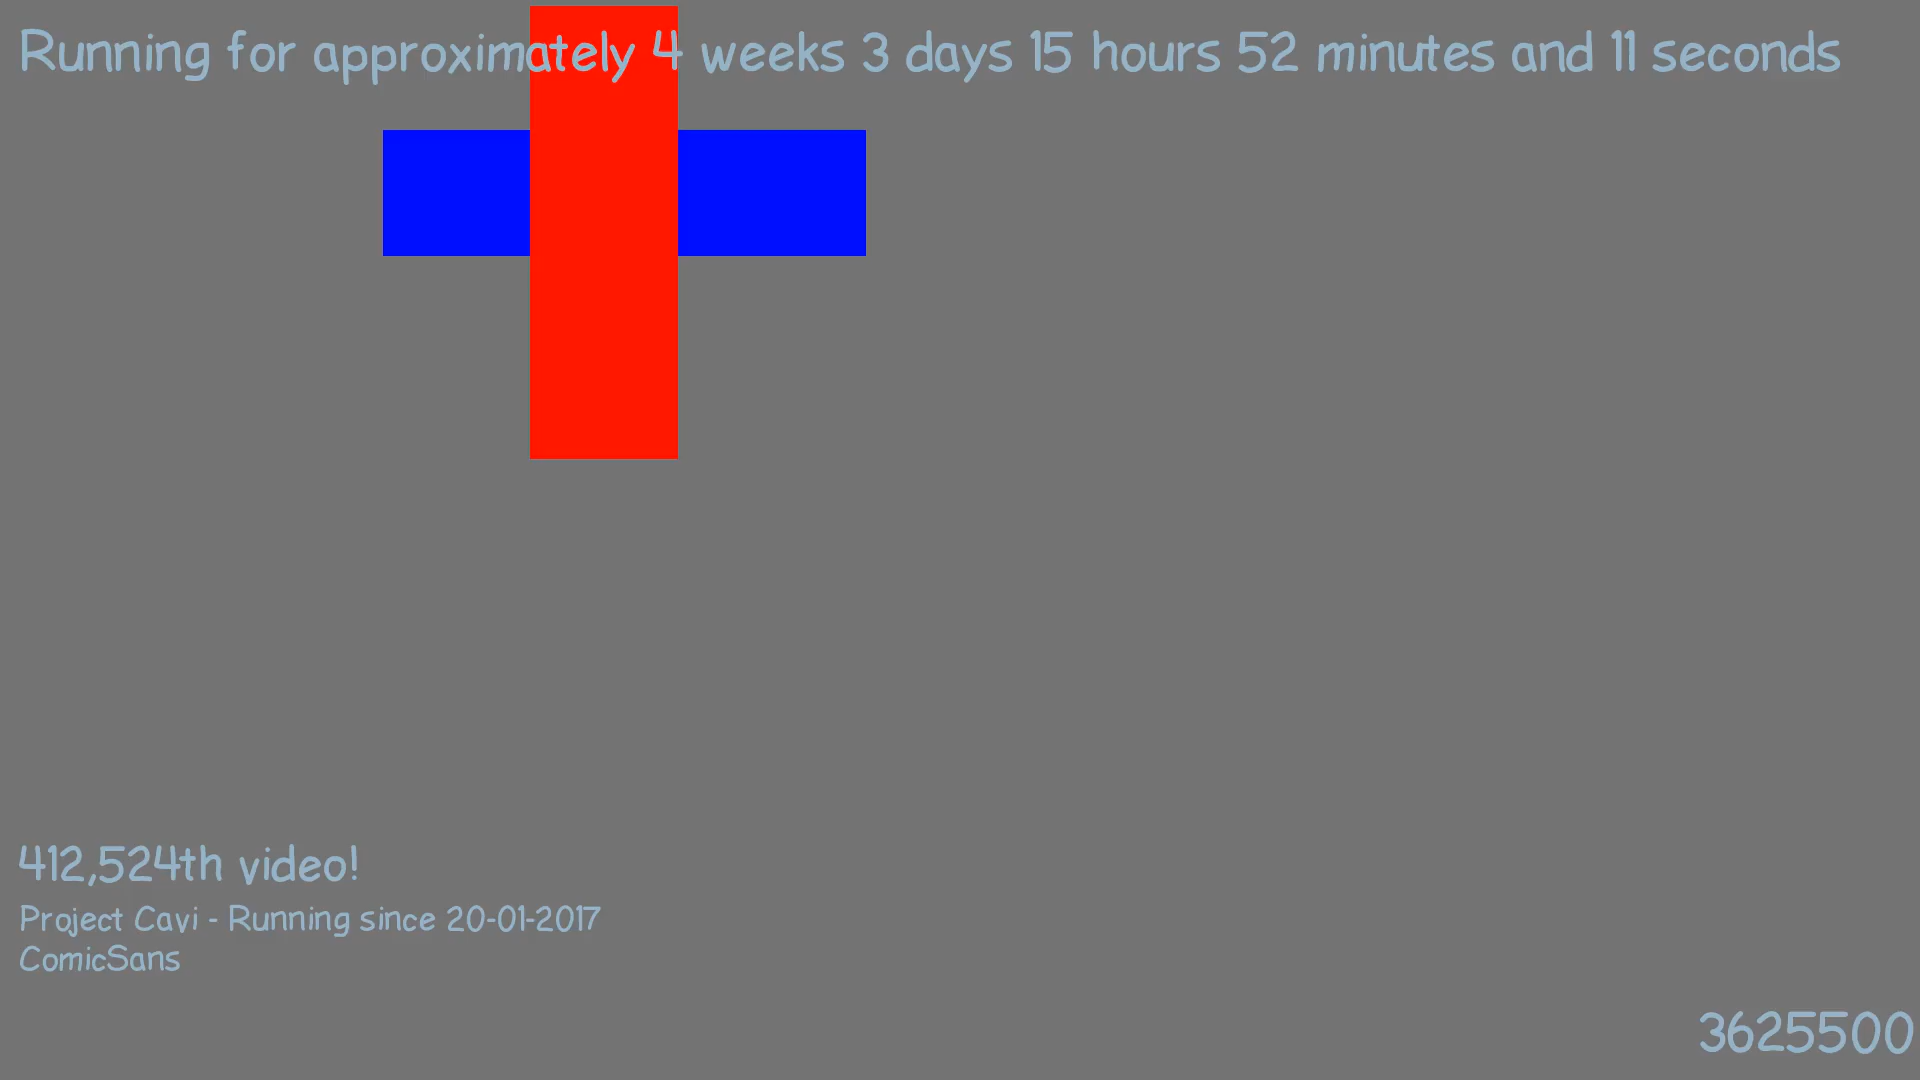 Running for approximately 4 weeks 3 days 15 hours 52 minutes and 11 seconds
412,524th video!
Project Cavi - Running since 20-01-2017
ComicSans
3625500